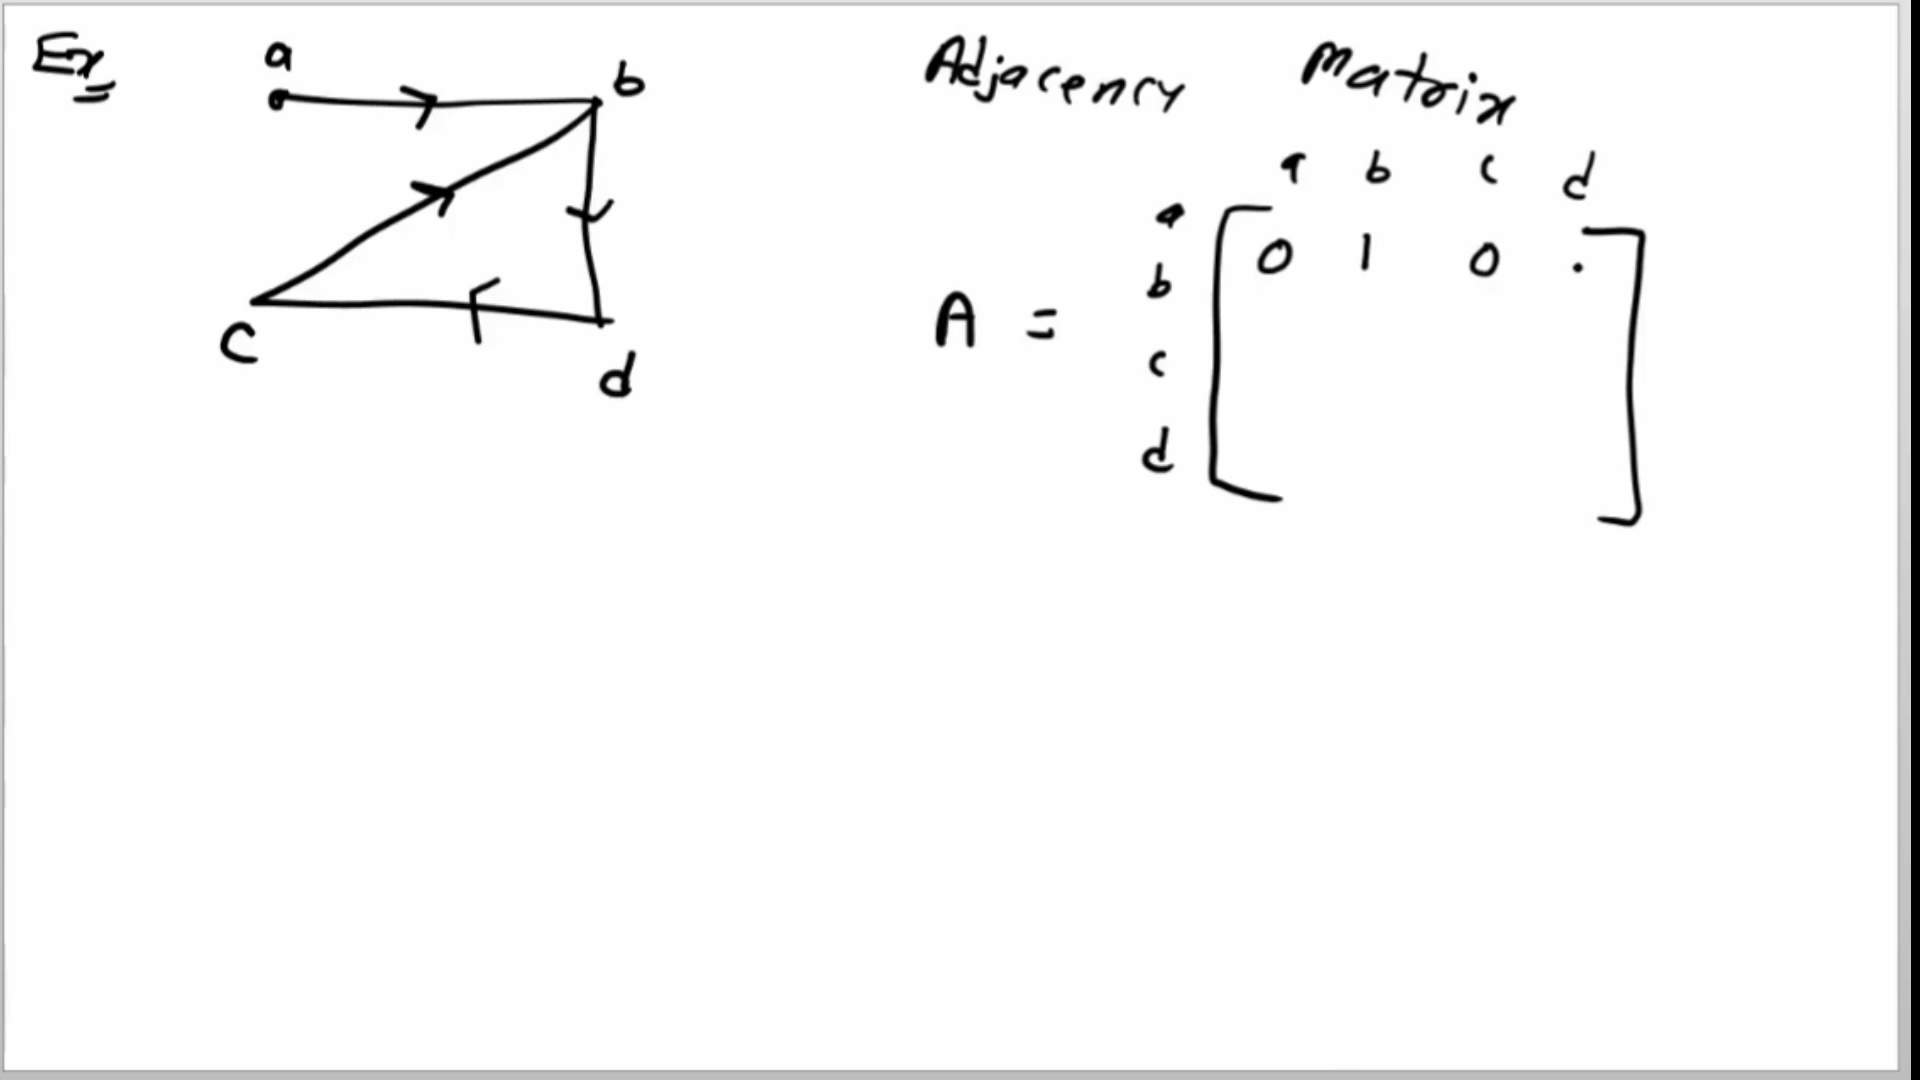 Ex
a
b
c
d
Adjacency Matrix
a b c d
a
b
c
d
A =
0 1 0 .